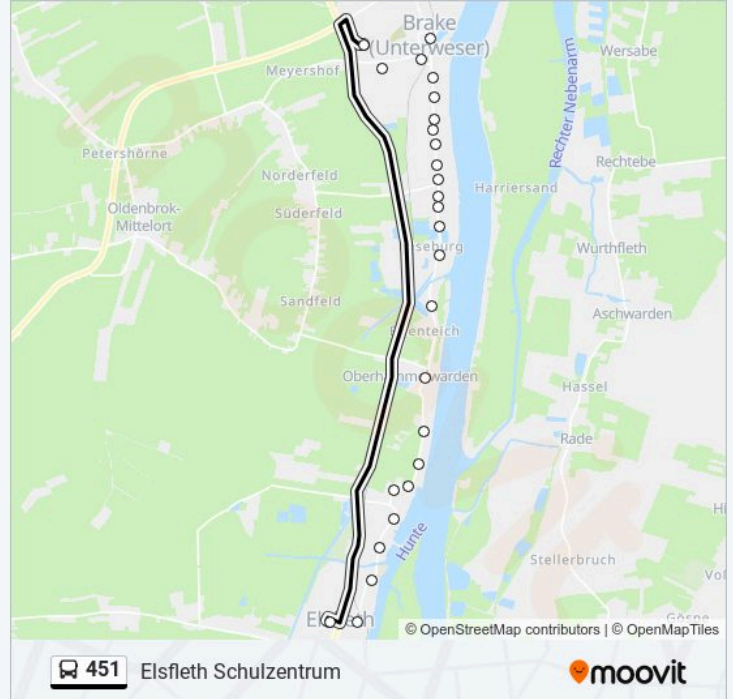 Brake
(Unterweser)
Wersabe
Meyershof
Rechter Nebenarm
Petershörne
Rechtebe
Norderfeld
Harriersand
Oldenbrok-
Mittelort
Süderfeld
Wurthfleth
Sandfeld
Aschwarden
Hassel
Rade
Hunte
Stellerbruch
© OpenStreetMap contributors | © OpenMapTiles
451 Elsfleth Schulzentrum
moovit